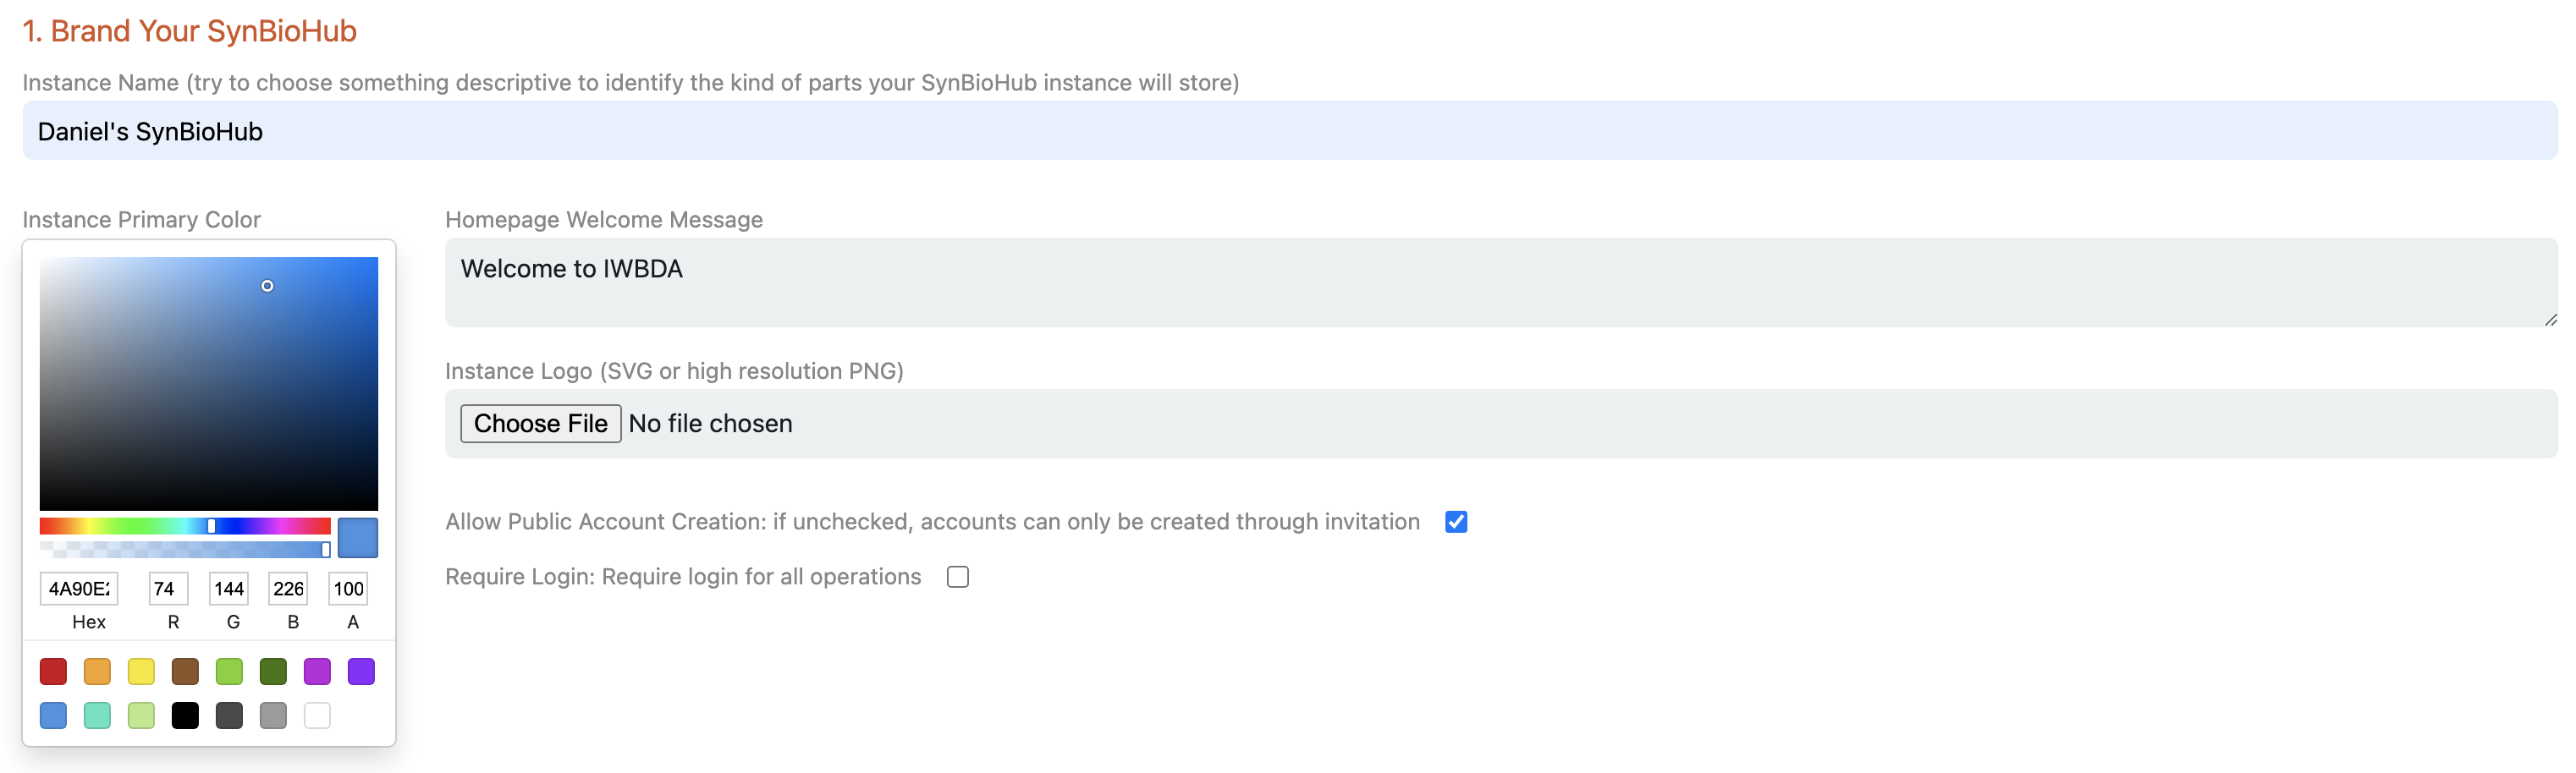 1. Brand Your SynBioHub
Instance Name (try to choose something descriptive to identify the kind of parts your SynBioHub instance will store)
Daniel's SynBioHub
Instance Primary Color
Homepage Welcome Message
Welcome to IWBDA
Instance Logo (SVG or high resolution PNG)
Choose File No file chosen
Allow Public Account Creation: if unchecked, accounts can only be created through invitation
Require Login: Require login for all operations
4A90E 74 144 226 100
Hex R G B A